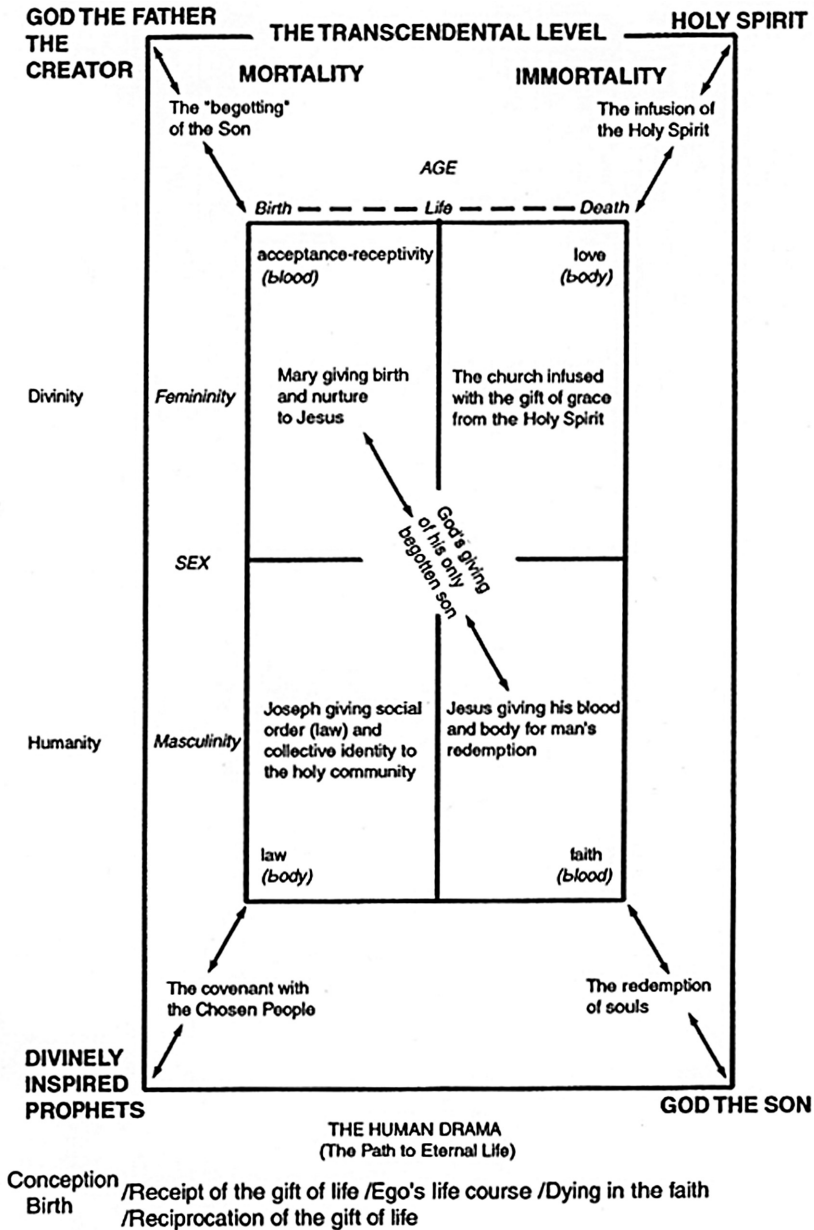 GOD THE FATHER
THE
CREATOR
THE TRANSCENDENTAL LEVEL
HOLY SPIRIT
MORTALITY
IMMORTALITY
The "begotting"
of the Son
The infusion of
the Holy Spirit
AGE
Birth — — — — Life — — — — Death
acceptance-receptivity
(blood)
love
(body)
Divinity
Femininity
Mary giving birth
and nurture
to Jesus
The church infused
with the gift of grace
from the Holy Spirit
God's giving
of his only
begotten son
SEX
Humanity
Masculinity
Joseph giving social
order (law) and
collective identity to
the holy community
Jesus giving his blood
and body for man's
redemption
law
(body)
faith
(blood)
The covenant with
the Chosen People
The redemption
of souls
DIVINELY
INSPIRED
PROPHETS
GOD THE SON
THE HUMAN DRAMA
(The Path to Eternal Life)
Conception
Birth
/Receipt of the gift of life /Ego's life course /Dying in the faith
/Reciprocation of the gift of life